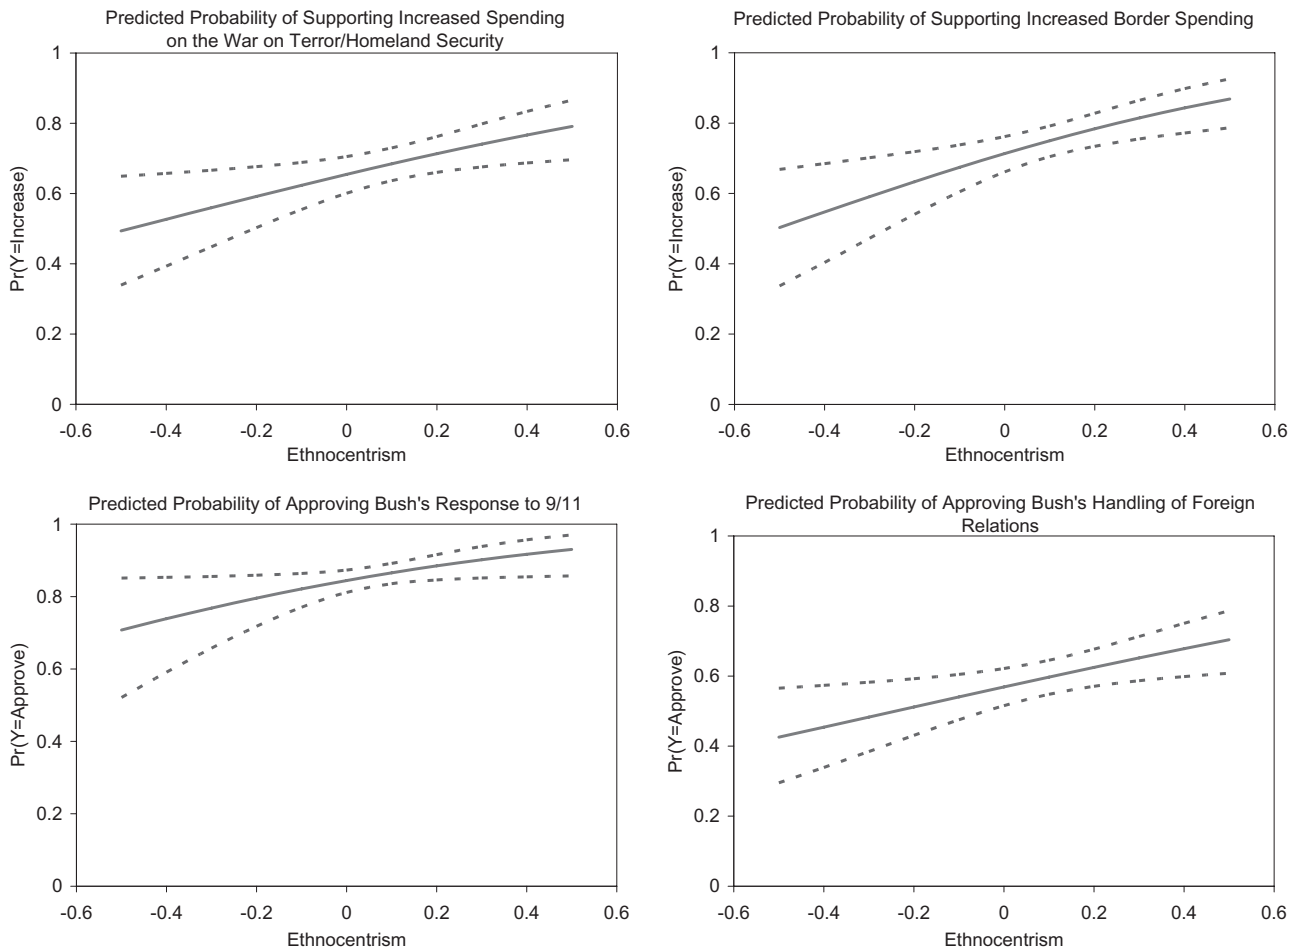 Predicted Probability of Supporting Increased Spending
on the War on Terror/Homeland Security
1
0.8
0.6
0.4
0.2
0
Pr(Y=Increase)
-0.6 -0.4 -0.2 0 0.2 0.4 0.6
Ethnocentrism
Predicted Probability of Supporting Increased Border Spending
1
0.8
0.6
0.4
0.2
0
Pr(Y=Increase)
-0.6 -0.4 -0.2 0 0.2 0.4 0.6
Ethnocentrism
Predicted Probability of Approving Bush's Response to 9/11
1
0.8
0.6
0.4
0.2
0
Pr(Y=Approve)
-0.6 -0.4 -0.2 0 0.2 0.4 0.6
Ethnocentrism
Predicted Probability of Approving Bush's Handling of Foreign
Relations
1
0.8
0.6
0.4
0.2
0
Pr(Y=Approve)
-0.6 -0.4 -0.2 0 0.2 0.4 0.6
Ethnocentrism